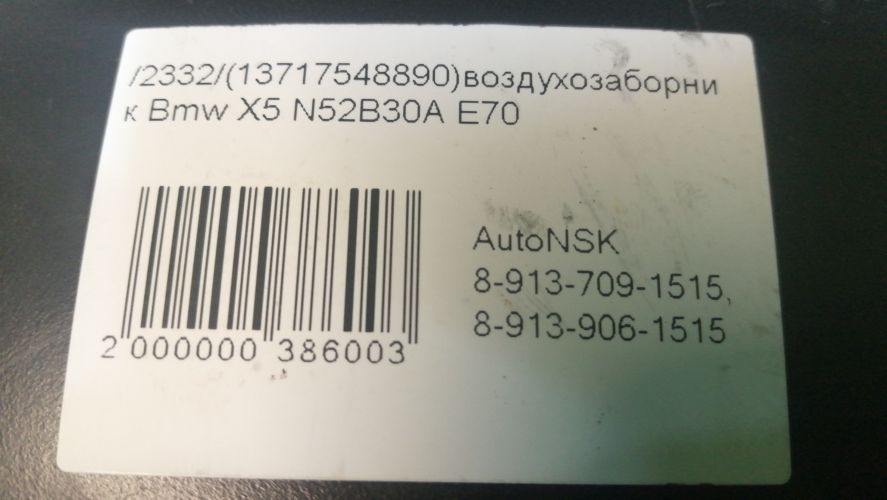 /2332/(13717548890)воздухозаборни
к Bmw X5 N52B30A E70
AutoNSK
8-913-709-1515,
8-913-906-1515
2 000000 386003